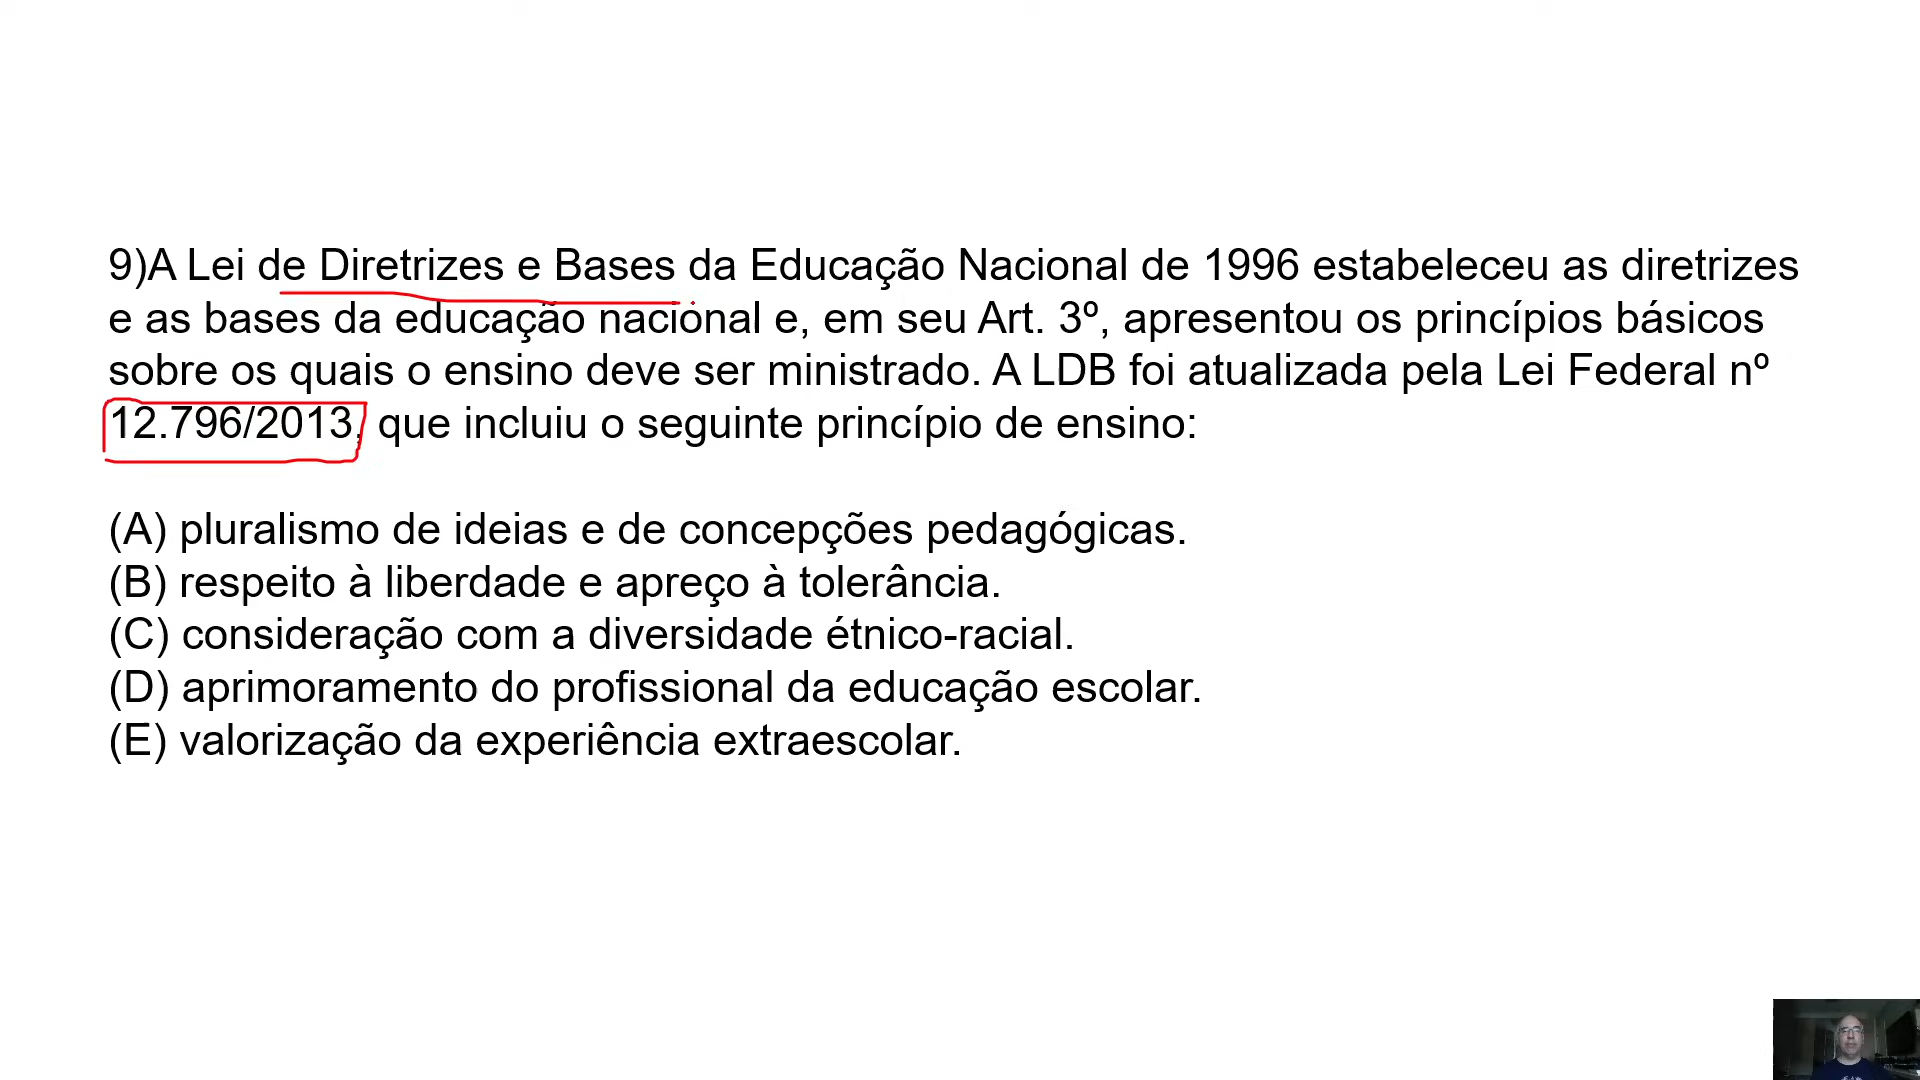 9)A Lei de Diretrizes e Bases da Educação Nacional de 1996 estabeleceu as diretrizes
e as bases da educação nacional e, em seu Art. 3º, apresentou os princípios básicos
sobre os quais o ensino deve ser ministrado. A LDB foi atualizada pela Lei Federal nº
12.796/2013, que incluiu o seguinte princípio de ensino:
(A) pluralismo de ideias e de concepções pedagógicas.
(B) respeito à liberdade e apreço à tolerância.
(C) consideração com a diversidade étnico-racial.
(D) aprimoramento do profissional da educação escolar.
(E) valorização da experiência extraescolar.